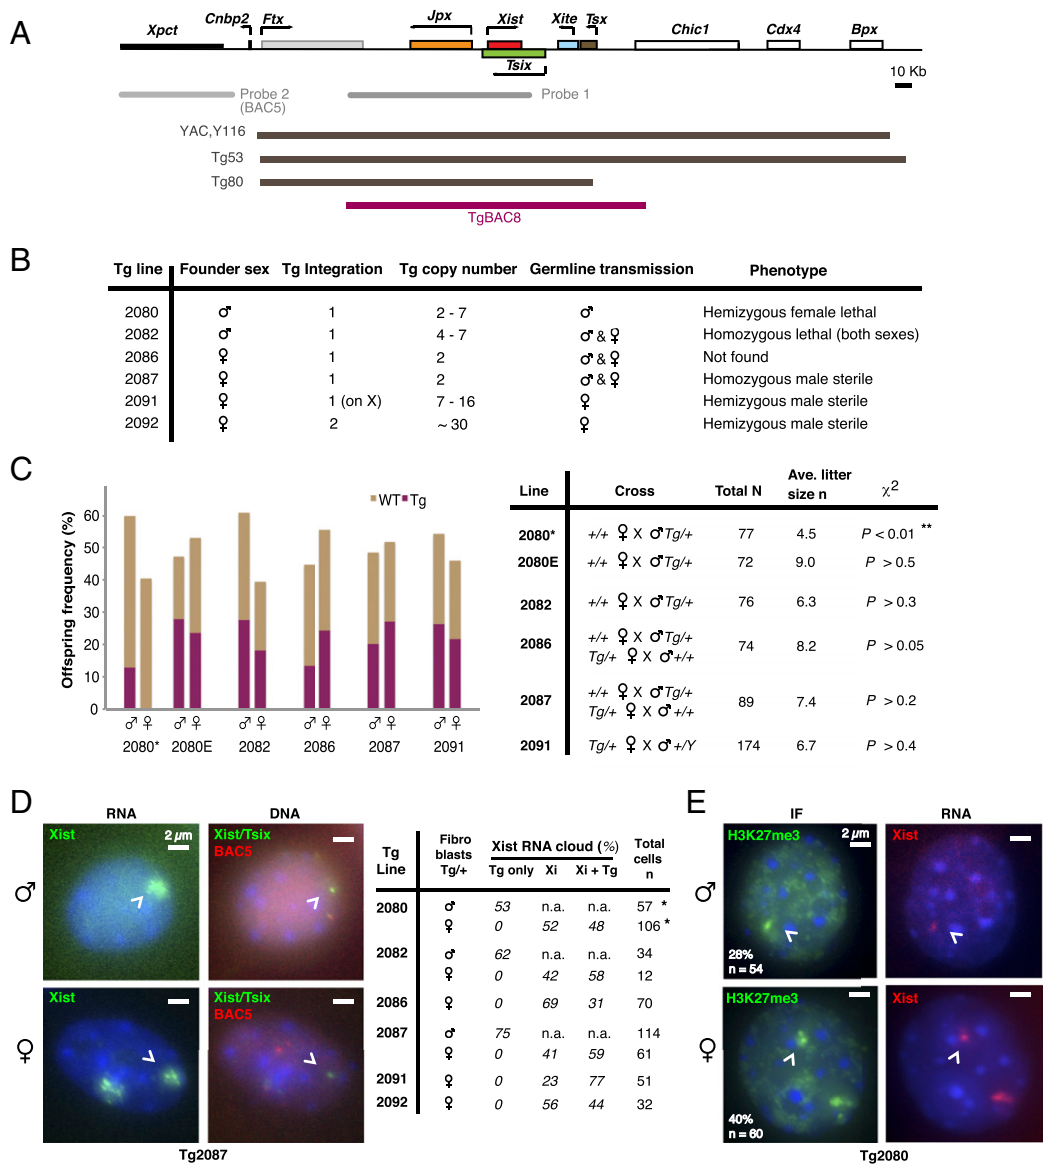 A
Xpct
Cnbp2
Ftx
Jpx
Xist
Xite
Tsx
Chic1
Cdx4
Bpx
Tsix
10 Kb
Probe 2
(BAC5)
Probe 1
YAC,Y116
Tg53
Tg80
TgBAC8
B
Tg line Founder sex Tg Integration Tg copy number Germline transmission Phenotype
2080 ♂ 1 2 - 7 ♂ Hemizygous female lethal
2082 ♂ 1 4 - 7 ♂ & ♀ Homozygous lethal (both sexes)
2086 ♀ 1 2 ♂ & ♀ Not found
2087 ♀ 1 2 ♂ & ♀ Homozygous male sterile
2091 ♀ 1 (on X) 7 - 16 ♀ Hemizygous male sterile
2092 ♀ 2 ~ 30 ♀ Hemizygous male sterile
C
Offspring frequency (%)
60
50
40
30
20
10
0
WT Tg
♂ ♀ ♂ ♀ ♂ ♀ ♂ ♀ ♂ ♀ ♂ ♀
2080* 2080E 2082 2086 2087 2091
Line Cross Total N Ave. litter size n χ2
2080* +/+ ♀ X ♂ Tg/+ 77 4.5 P < 0.01 **
2080E +/+ ♀ X ♂ Tg/+ 72 9.0 P > 0.5
2082 +/+ ♀ X ♂ Tg/+ 76 6.3 P > 0.3
2086 +/+ ♀ X ♂ Tg/+ 74 8.2 P > 0.05
Tg/+ ♀ X ♂ +/+
2087 +/+ ♀ X ♂ Tg/+ 89 7.4 P > 0.2
Tg/+ ♀ X ♂ +/+
2091 Tg/+ ♀ X ♂ +/Y 174 6.7 P > 0.4
D
RNA DNA
♂
Xist
2 µm
Xist/Tsix
BAC5
♀
Xist
Xist/Tsix
BAC5
Tg2087
Tg Line Fibro blasts Tg/+ Xist RNA cloud (%) Total cells n
Tg only Xi Xi + Tg
2080 ♂ 53 n.a. n.a. 57 *
♀ 0 52 48 106 *
2082 ♂ 62 n.a. n.a. 34
♀ 0 42 58 12
2086 ♀ 0 69 31 70
2087 ♂ 75 n.a. n.a. 114
♀ 0 41 59 61
2091 ♀ 0 23 77 51
2092 ♀ 0 56 44 32
E
IF RNA
♂
H3K27me3
2 µm
28%
n = 54
Xist
♀
H3K27me3
40%
n = 60
Xist
Tg2080